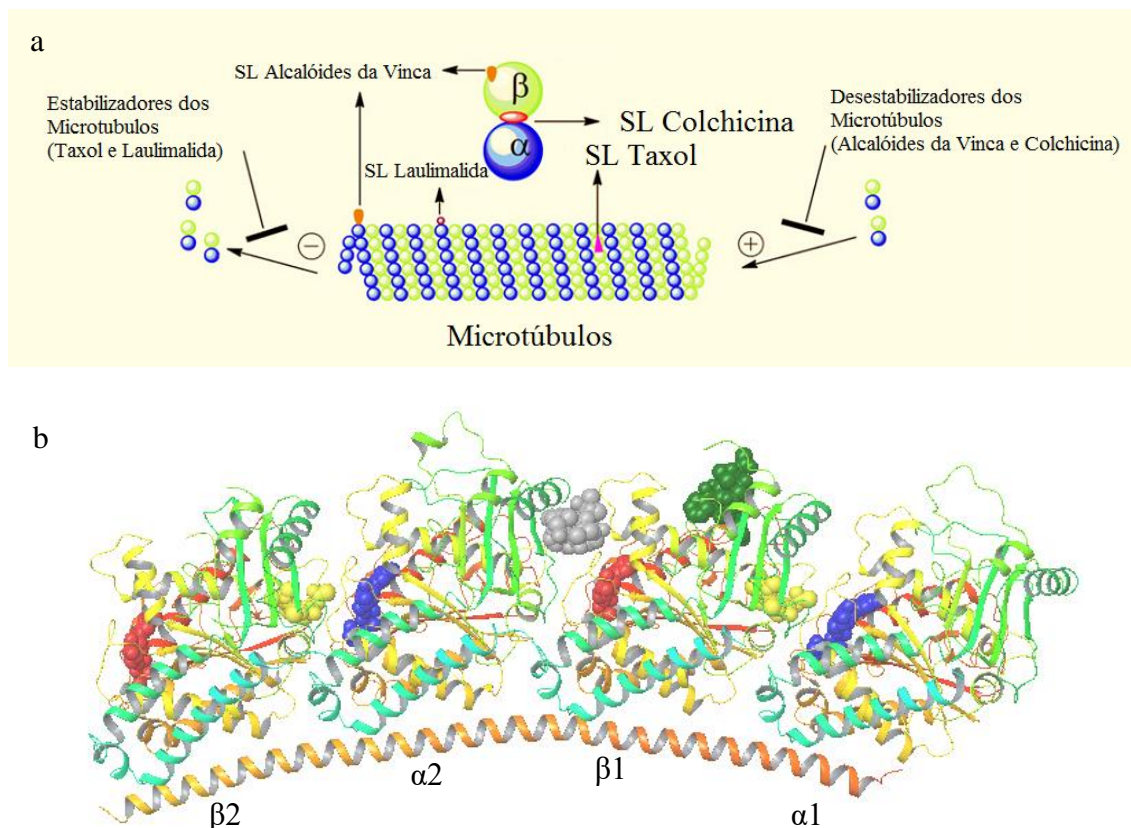 a
SL Alcalóides da Vinca
β
α
Estabilizadores dos
Microtubulos
(Taxol e Laulimalida)
SL Colchicina
SL Taxol
SL Laulimalida
Desestabilizadores dos
Microtúbulos
(Alcalóides da Vinca e Colchicina)
−
+
Microtúbulos
b
α2
β1
β2
α1